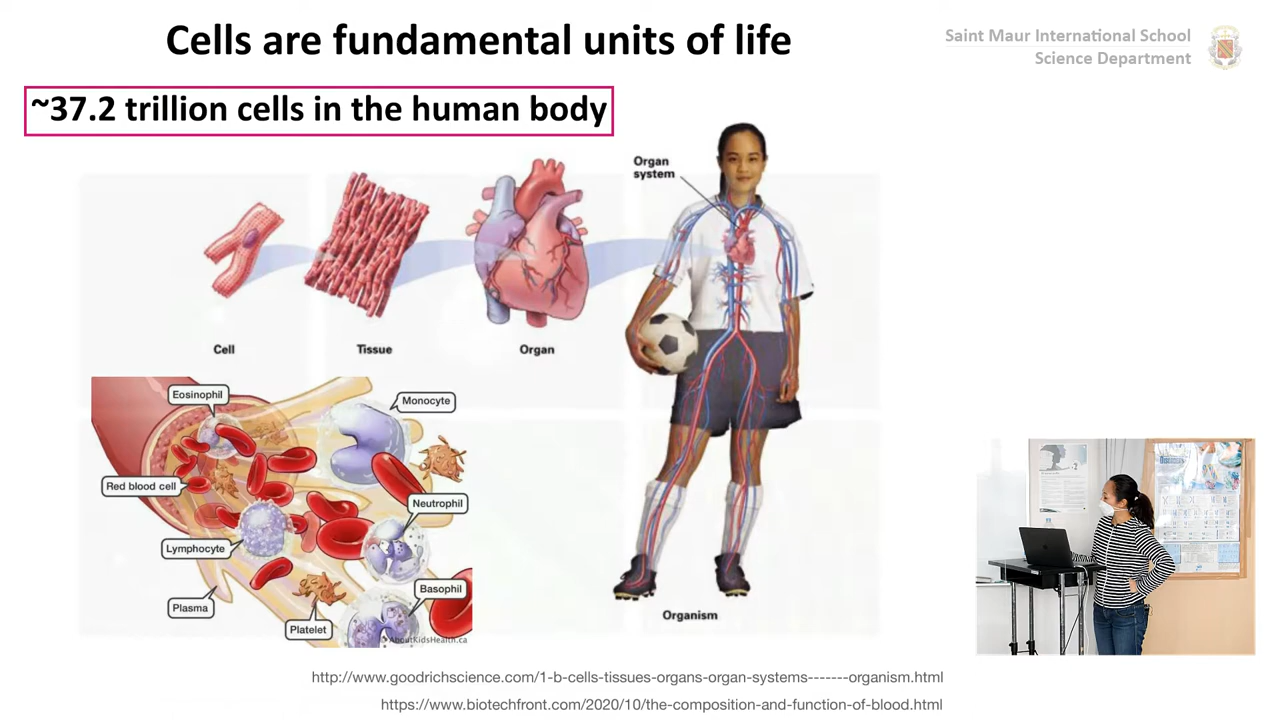 Cells are fundamental units of life
Saint Maur International School
Science Department
~37.2 trillion cells in the human body
Organ
system
Cell
Tissue
Organ
Eosinophil
Monocyte
Red blood cell
Neutrophil
Lymphocyte
Basophil
Plasma
Platelet
AboutKidsHealth.ca
Organism
http://www.goodrichscience.com/1-b-cells-tissues-organs-organ-systems-------organism.html
https://www.biotechfront.com/2020/10/the-composition-and-function-of-blood.html